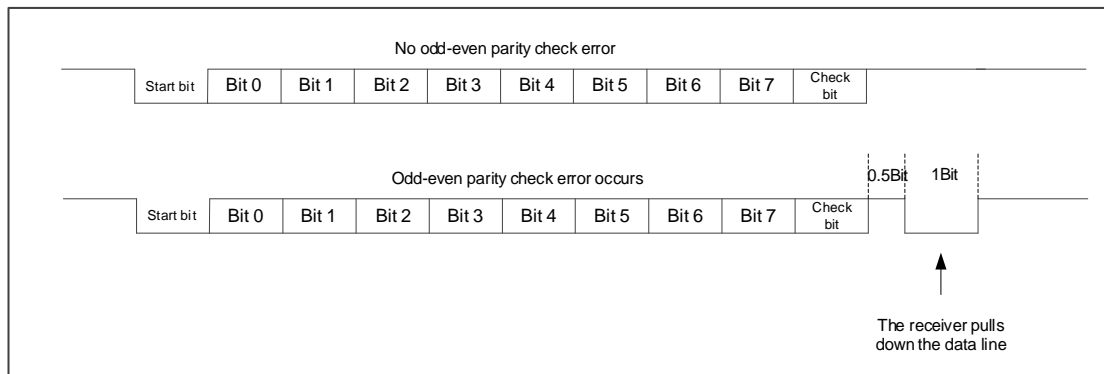 No odd-even parity check error
Start bit Bit 0 Bit 1 Bit 2 Bit 3 Bit 4 Bit 5 Bit 6 Bit 7 Check
bit
0.5Bit 1Bit
Odd-even parity check error occurs
Start bit Bit 0 Bit 1 Bit 2 Bit 3 Bit 4 Bit 5 Bit 6 Bit 7 Check
bit
The receiver pulls
down the data line